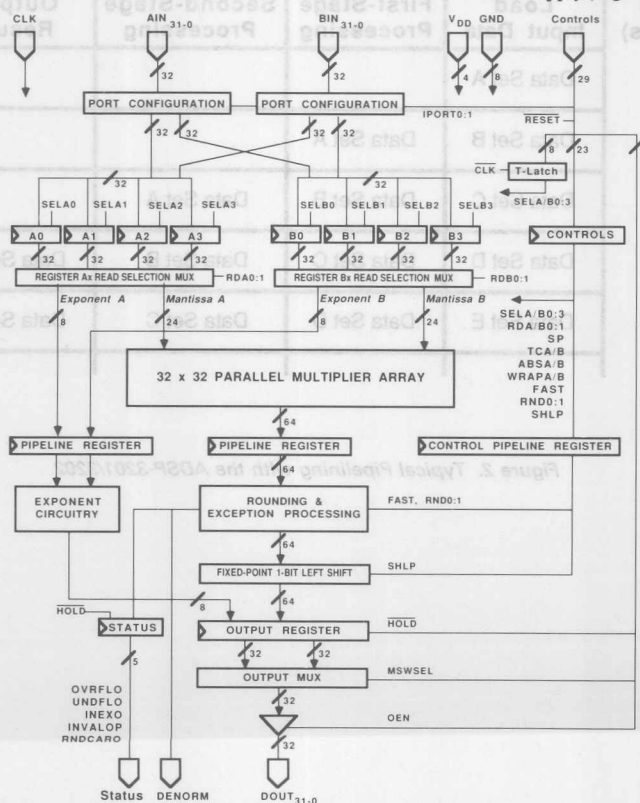 CLK
AIN31-0
BIN31-0
VDD GND
Controls
32
32
4
8
29
PORT CONFIGURATION
PORT CONFIGURATION
IPORT0:1
32
32
32
32
RESET
8
23
CLK
T-Latch
32
32
SELA/B0:3
SELA0
SELA1
SELA2
SELA3
SELB0
SELB1
SELB2
SELB3
A0
A1
A2
A3
B0
B1
B2
B3
CONTROLS
32
32
32
32
32
32
32
32
REGISTER Ax READ SELECTION MUX
RDA0:1
REGISTER Bx READ SELECTION MUX
RDB0:1
Exponent A
Mantissa A
Exponent B
Mantissa B
8
24
8
24
SELA/B0:3
RDA/B0:1
SP
TCA/B
ABSA/B
WRAPA/B
FAST
RND0:1
SHLP
32 x 32 PARALLEL MULTIPLIER ARRAY
64
PIPELINE REGISTER
PIPELINE REGISTER
CONTROL PIPELINE REGISTER
64
EXPONENT
CIRCUITRY
ROUNDING &
EXCEPTION PROCESSING
FAST, RND0:1
64
FIXED-POINT 1-BIT LEFT SHIFT
SHLP
8
64
HOLD
STATUS
OUTPUT REGISTER
HOLD
5
32
32
OUTPUT MUX
MSWSEL
OVRFLO
UNDFLO
INEXO
INVALOP
RNDCARO
32
OEN
32
Status
DENORM
DOUT31-0